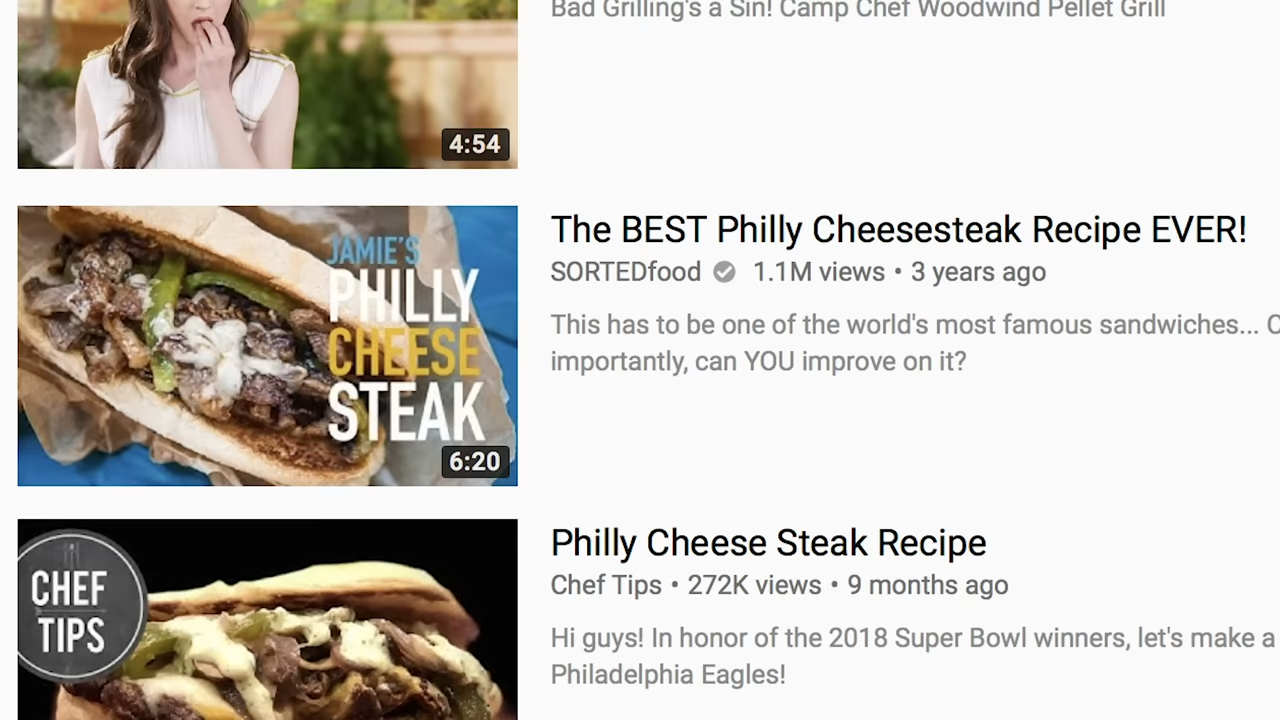 Bad Grilling's a Sin! Camp Chef Woodwind Pellet Grill
4:54
JAMIE'S
PHILLY
CHEESE
STEAK
6:20
The BEST Philly Cheesesteak Recipe EVER!
SORTEDfood 1.1M views • 3 years ago
This has to be one of the world's most famous sandwiches...
importantly, can YOU improve on it?
CHEF
TIPS
Philly Cheese Steak Recipe
Chef Tips • 272K views • 9 months ago
Hi guys! In honor of the 2018 Super Bowl winners, let's make a
Philadelphia Eagles!